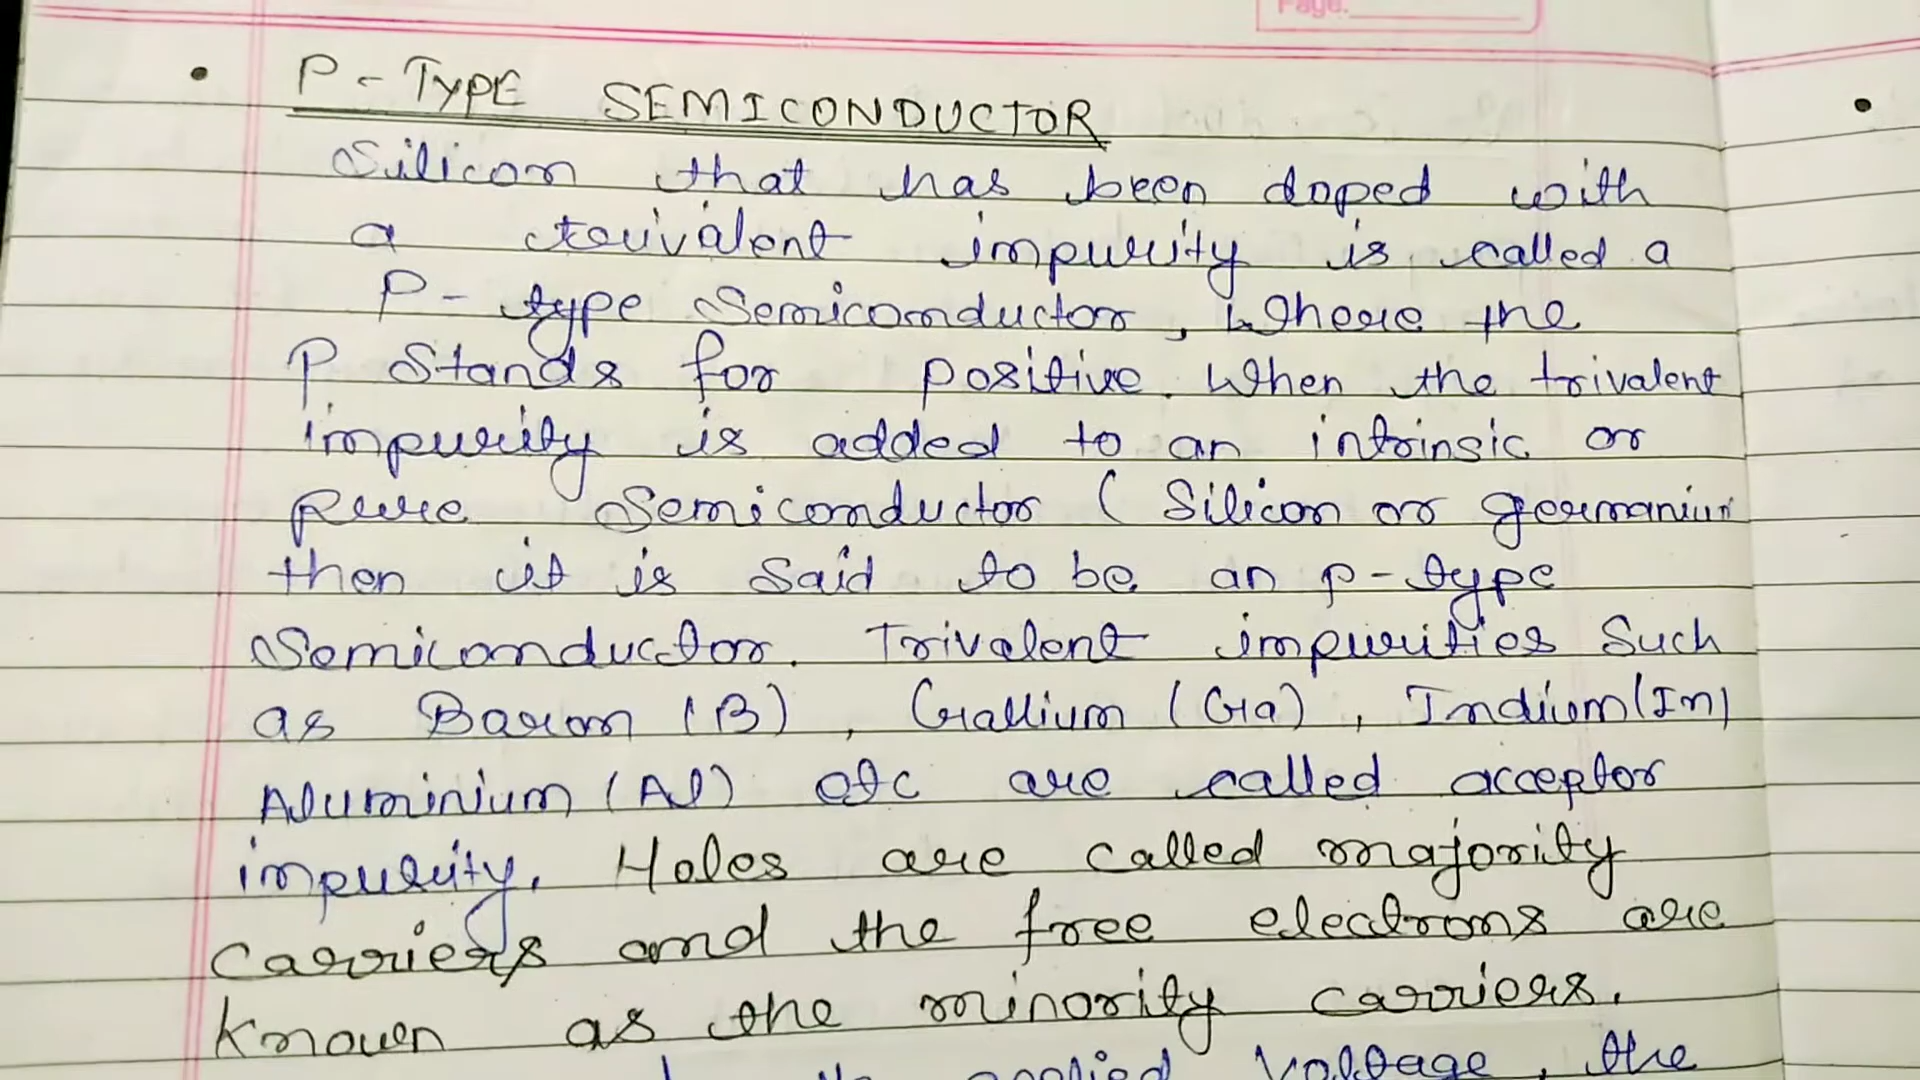 Page.
• P-TYPE SEMICONDUCTOR
Silicon that has been doped with
a trivalent impurity is called a
P-type Semiconductor, where the
P stands for positive. When the trivalent
impurity is added to an intrinsic or
pure semiconductor ( Silicon or germanium
then it is said to be an p-type
Semiconductor. Trivalent impurities such
as Baron (B), Gallium (Ga), Indium(In)
Aluminium (Al) etc are called acceptor
impurity. Holes are called majority
carriers and the free electrons are
known as the minority carriers.
applied Voltage, the